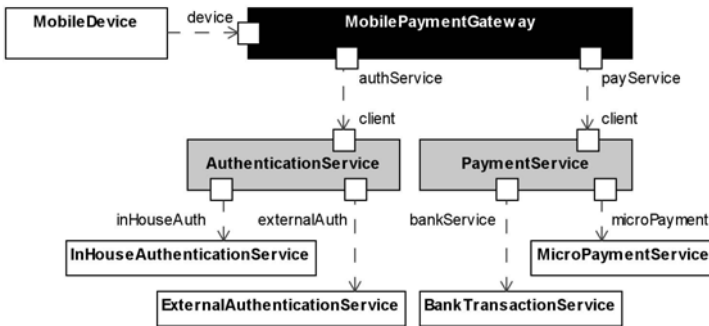 MobileDevice
device
MobilePaymentGateway
authService
payService
client
client
AuthenticationService
PaymentService
inHouseAuth
externalAuth
bankService
microPayment
InHouseAuthenticationService
MicroPaymentService
ExternalAuthenticationService
BankTransactionService